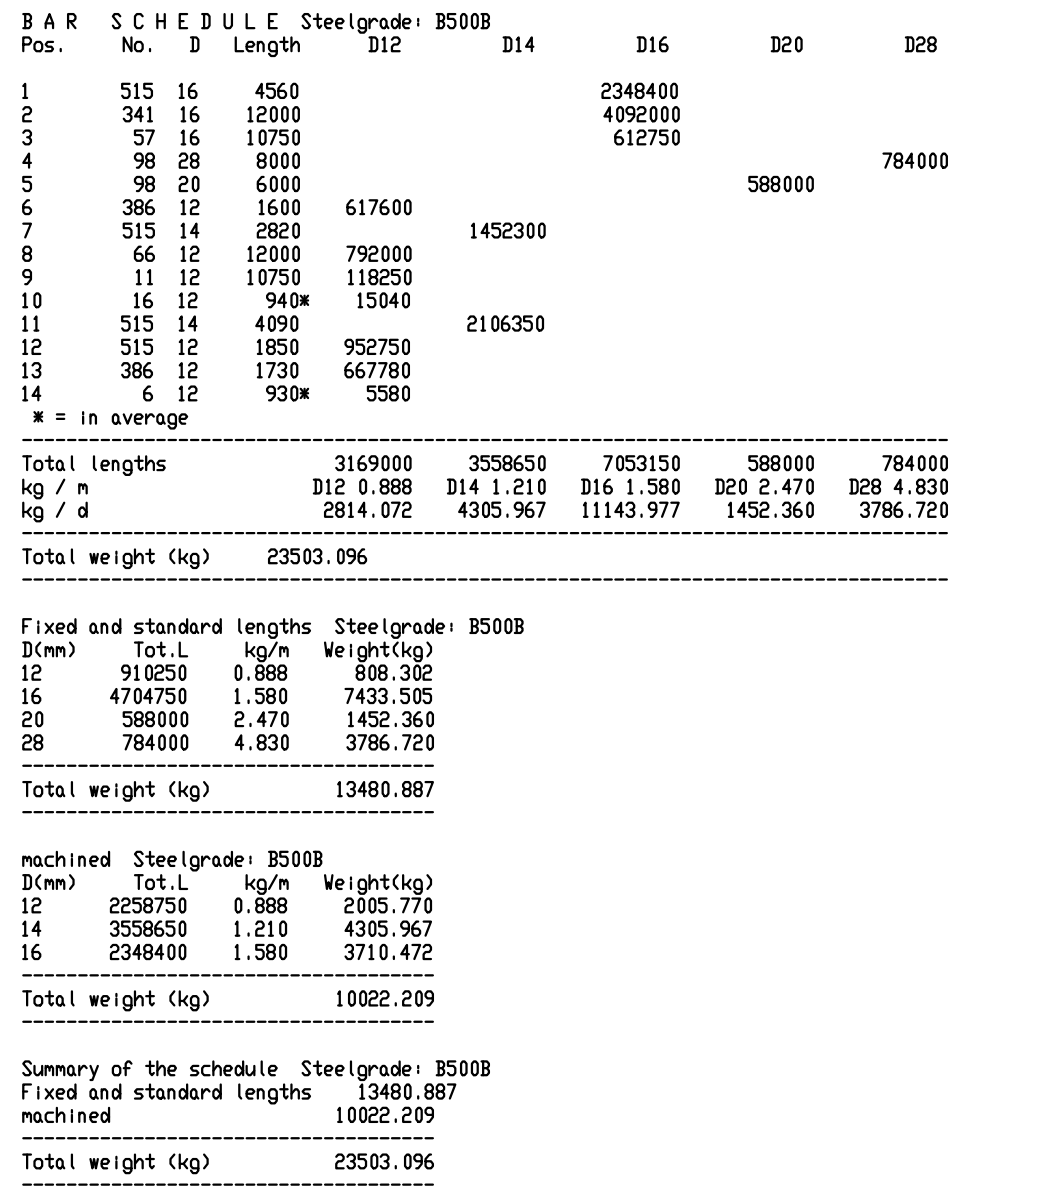 B A R   S C H E D U L E  Steelgrade: B500B
Pos.     No.   D   Length      D12         D14         D16         D20         D28
1        515  16     4560                           2348400
2        341  16    12000                           4092000
3         57  16    10750                            612750
4         98  28     8000                                                    784000
5         98  20     6000                                        588000
6        386  12     1600    617600
7        515  14     2820               1452300
8         66  12    12000    792000
9         11  12    10750    118250
10        16  12      940*    15040
11       515  14     4090               2106350
12       515  12     1850    952750
13       386  12     1730    667780
14         6  12      930*     5580
* = in average
-----------------------------------------------------------------------------------
Total lengths               3169000     3558650     7053150      588000      784000
kg / m                    D12 0.888   D14 1.210   D16 1.580   D20 2.470   D28 4.830
kg / d                     2814.072    4305.967   11143.977    1452.360    3786.720
-----------------------------------------------------------------------------------
Total weight (kg)     23503.096
-----------------------------------------------------------------------------------
Fixed and standard lengths  Steelgrade: B500B
D(mm)     Tot.L     kg/m   Weight(kg)
12       910250    0.888      808.302
16      4704750    1.580     7433.505
20       588000    2.470     1452.360
28       784000    4.830     3786.720
-------------------------------------
Total weight (kg)           13480.887
-------------------------------------
machined  Steelgrade: B500B
D(mm)     Tot.L     kg/m   Weight(kg)
12      2258750    0.888     2005.770
14      3558650    1.210     4305.967
16      2348400    1.580     3710.472
-------------------------------------
Total weight (kg)           10022.209
-------------------------------------
Summary of the schedule  Steelgrade: B500B
Fixed and standard lengths    13480.887
machined                    10022.209
-------------------------------------
Total weight (kg)           23503.096
-------------------------------------